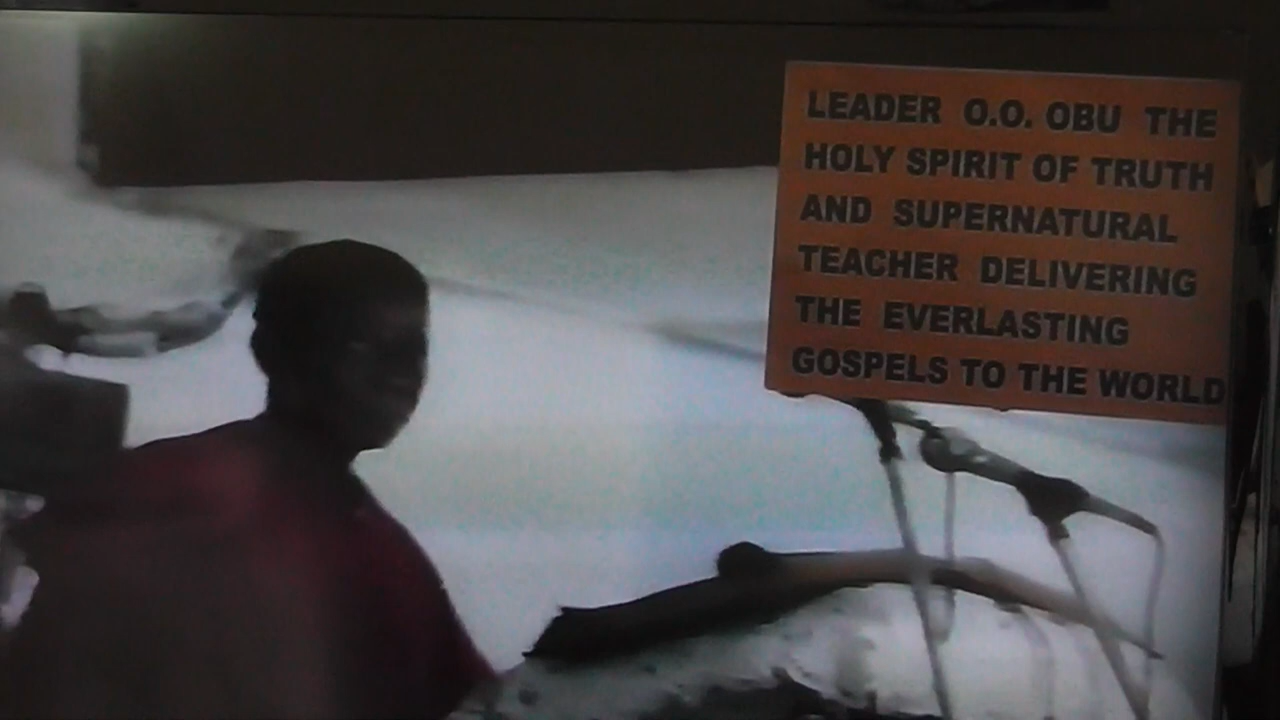 LEADER O.O. OBU THE
HOLY SPIRIT OF TRUTH
AND SUPERNATURAL
TEACHER DELIVERING
THE EVERLASTING
GOSPELS TO THE WORLD